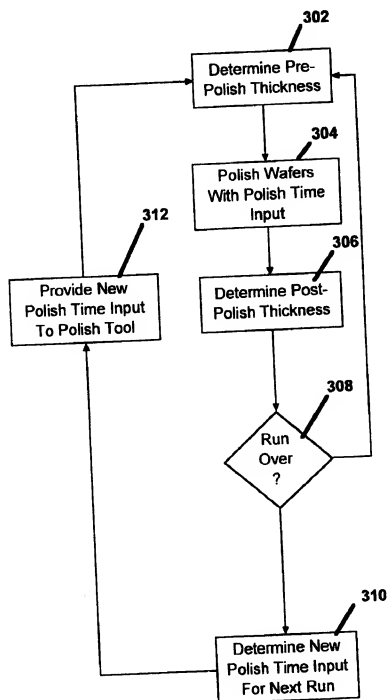 302
Determine Pre-
Polish Thickness
304
Polish Wafers
With Polish Time
Input
312
306
Provide New
Polish Time Input
To Polish Tool
Determine Post-
Polish Thickness
308
Run
Over
?
310
Determine New
Polish Time Input
For Next Run